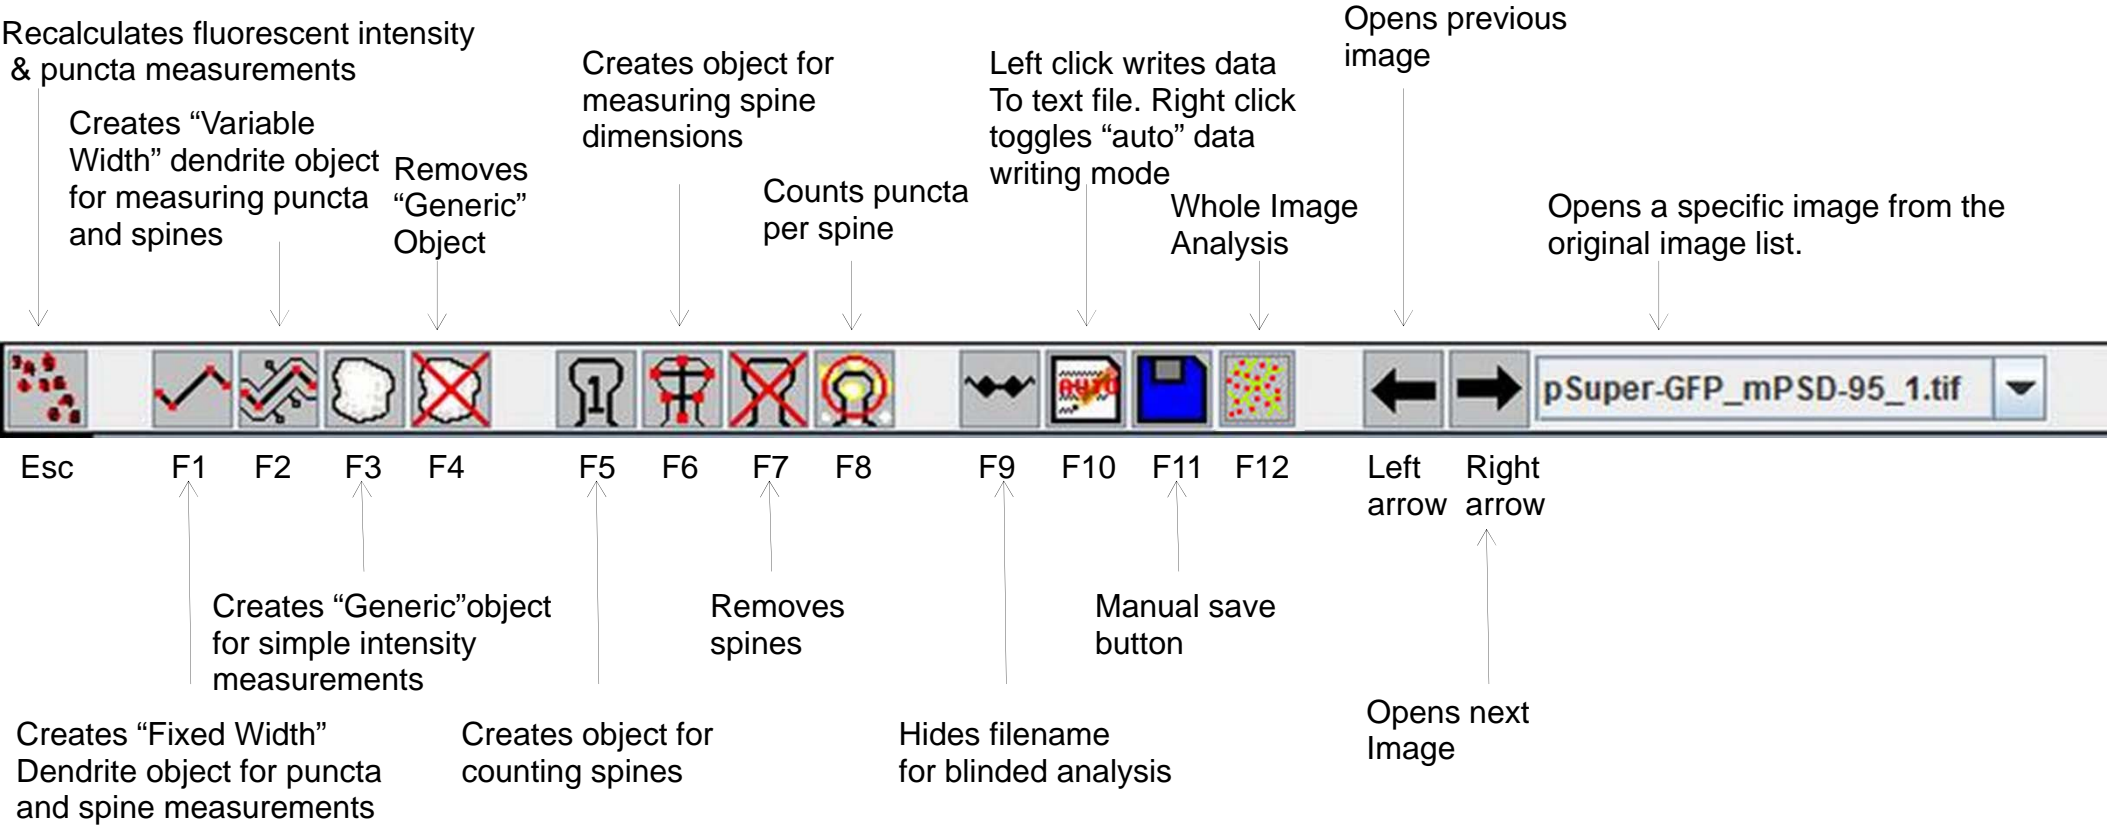 Recalculates fluorescent intensity
& puncta measurements
Creates “Variable
Width” dendrite object
for measuring puncta
and spines
Removes
“Generic”
Object
Creates object for
measuring spine
dimensions
Counts puncta
per spine
Left click writes data
To text file. Right click
toggles “auto” data
writing mode
Whole Image
Analysis
Opens previous
image
Opens a specific image from the
original image list.
1
AUTO
pSuper-GFP_mPSD-95_1.tif
Esc
F1
F2
F3
F4
F5
F6
F7
F8
F9
F10
F11
F12
Left
arrow
Right
arrow
Creates “Generic”object
for simple intensity
measurements
Removes
spines
Manual save
button
Creates “Fixed Width”
Dendrite object for puncta
and spine measurements
Creates object for
counting spines
Hides filename
for blinded analysis
Opens next
Image